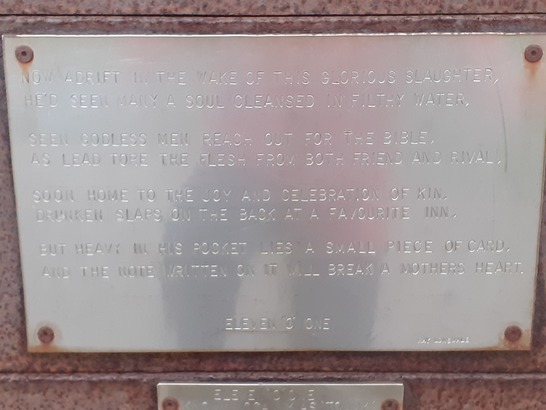 NOW ADRIFT IN THE WAKE OF THIS GLORIOUS SLAUGHTER,
HE'D SEEN MANY A SOUL CLEANSED IN FILTHY WATER,
SEEN GODLESS MEN REACH OUT FOR THE BIBLE,
AS LEAD TORE THE FLESH FROM BOTH FRIEND AND RIVAL.
SOON HOME TO THE JOY AND CELEBRATION OF KIN,
DRUNKEN SLAPS ON THE BACK AT A FAVOURITE INN,
BUT HEAVY IN HIS POCKET LIES A SMALL PIECE OF CARD,
AND THE NOTE WRITTEN ON IT WILL BREAK A MOTHERS HEART.
ELEVEN 'O' ONE